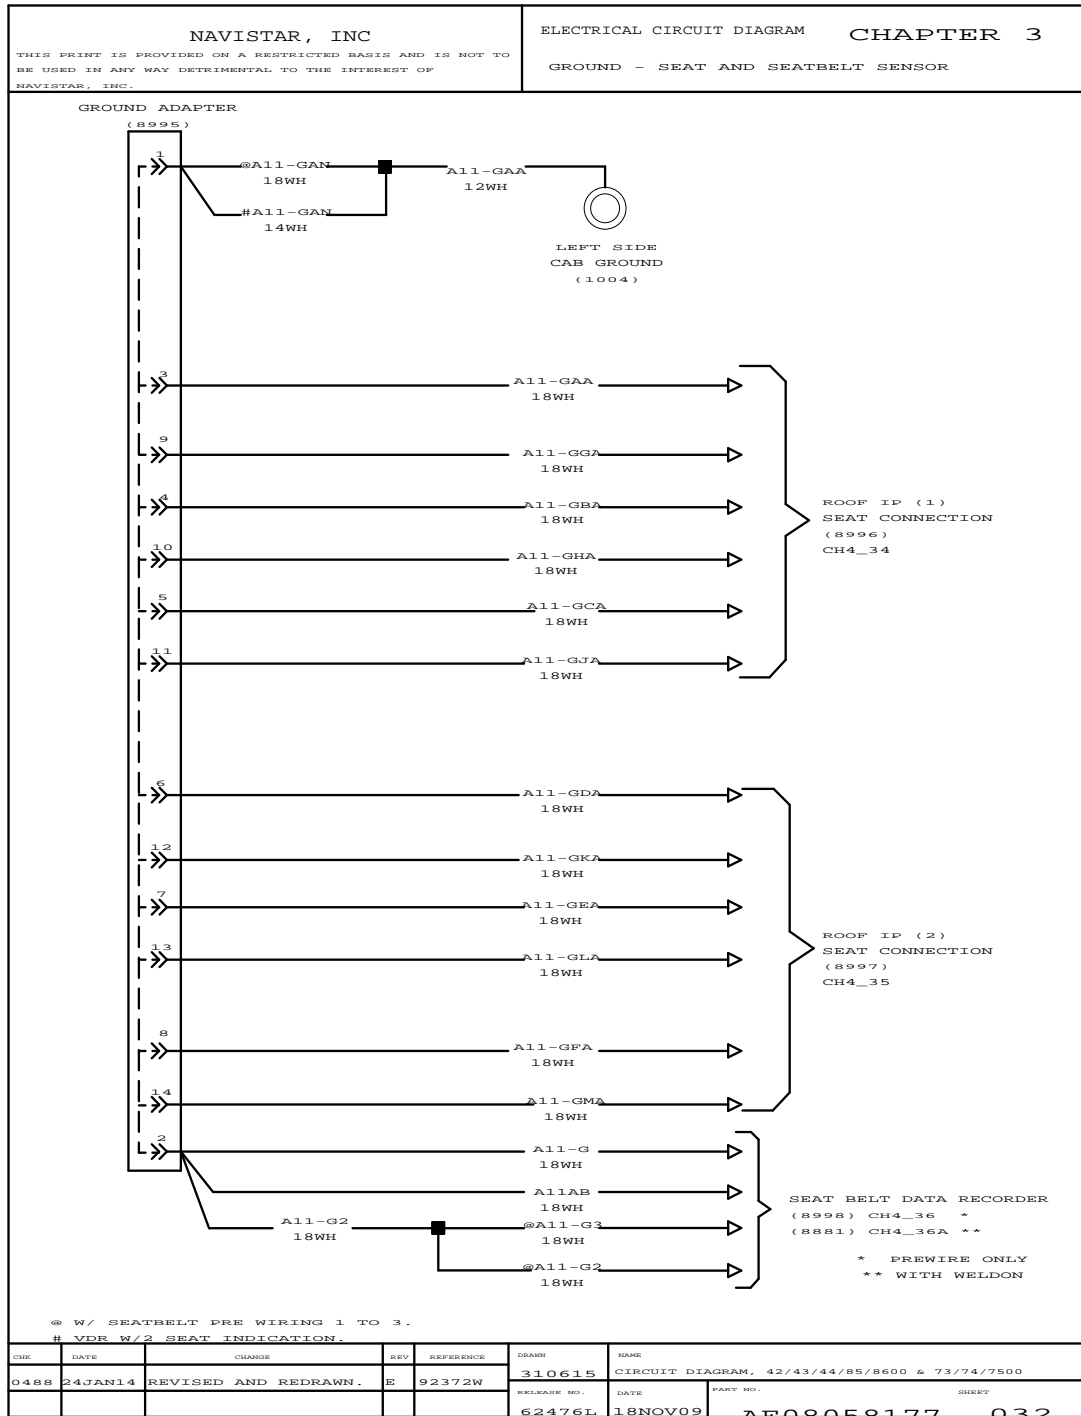 NAVISTAR, INC
THIS PRINT IS PROVIDED ON A RESTRICTED BASIS AND IS NOT TO
BE USED IN ANY WAY DETRIMENTAL TO THE INTEREST OF
NAVISTAR, INC.
ELECTRICAL CIRCUIT DIAGRAM
CHAPTER 3
GROUND - SEAT AND SEATBELT SENSOR
GROUND ADAPTER
(8995)
1
@A11-GAN
18WH
#A11-GAN
14WH
A11-GAA
12WH
LEFT SIDE
CAB GROUND
(1004)
3
A11-GAA
18WH
9
A11-GGA
18WH
4
A11-GBA
18WH
10
A11-GHA
18WH
5
A11-GCA
18WH
11
A11-GJA
18WH
ROOF IP (1)
SEAT CONNECTION
(8996)
CH4_34
6
A11-GDA
18WH
12
A11-GKA
18WH
7
A11-GEA
18WH
13
A11-GLA
18WH
8
A11-GFA
18WH
14
A11-GMA
18WH
ROOF IP (2)
SEAT CONNECTION
(8997)
CH4_35
2
A11-G
18WH
A11AB
18WH
A11-G2
18WH
@A11-G3
18WH
@A11-G2
18WH
SEAT BELT DATA RECORDER
(8998) CH4_36 *
(8881) CH4_36A **
* PREWIRE ONLY
** WITH WELDON
@ W/ SEATBELT PRE WIRING 1 TO 3.
# VDR W/2 SEAT INDICATION.
CHK DATE CHANGE REV REFERENCE
0488 24JAN14 REVISED AND REDRAWN. E 92372W
DRAWN
310615
NAME
CIRCUIT DIAGRAM, 42/43/44/85/8600 & 73/74/7500
RELEASE NO.
62476L
DATE
18NOV09
PART NO.
AE08058177
SHEET
032